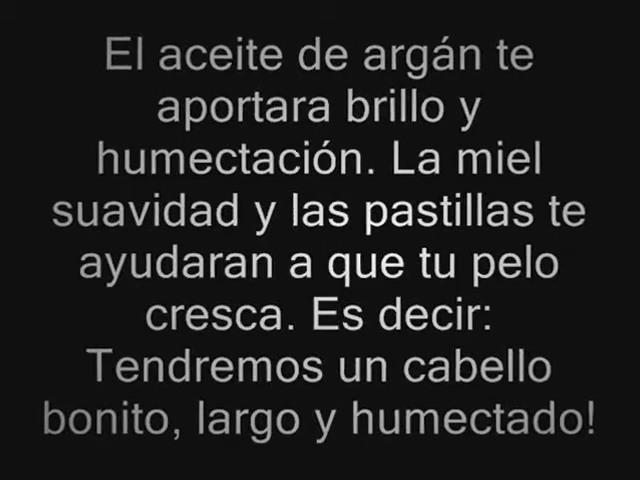 El aceite de argán te
aportara brillo y
humectación. La miel
suavidad y las pastillas te
ayudaran a que tu pelo
cresca. Es decir:
Tendremos un cabello
bonito, largo y humectado!